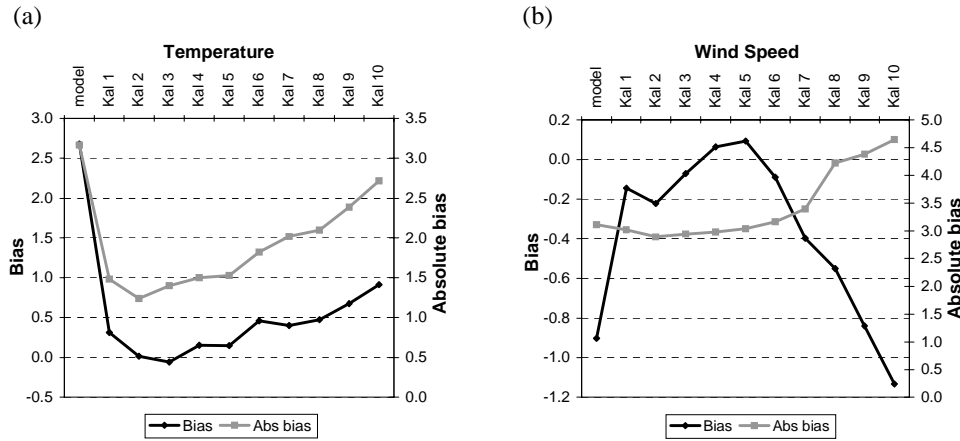 (a)
Temperature
model
Kal 1
Kal 2
Kal 3
Kal 4
Kal 5
Kal 6
Kal 7
Kal 8
Kal 9
Kal 10
3.0
2.5
2.0
1.5
1.0
0.5
0.0
-0.5
Bias
3.5
3.0
2.5
2.0
1.5
1.0
0.5
0.0
Absolute bias
Bias Abs bias
(b)
Wind Speed
model
Kal 1
Kal 2
Kal 3
Kal 4
Kal 5
Kal 6
Kal 7
Kal 8
Kal 9
Kal 10
0.2
0.0
-0.2
-0.4
-0.6
-0.8
-1.0
-1.2
Bias
5.0
4.5
4.0
3.5
3.0
2.5
2.0
1.5
1.0
0.5
0.0
Absolute bias
Bias Abs bias